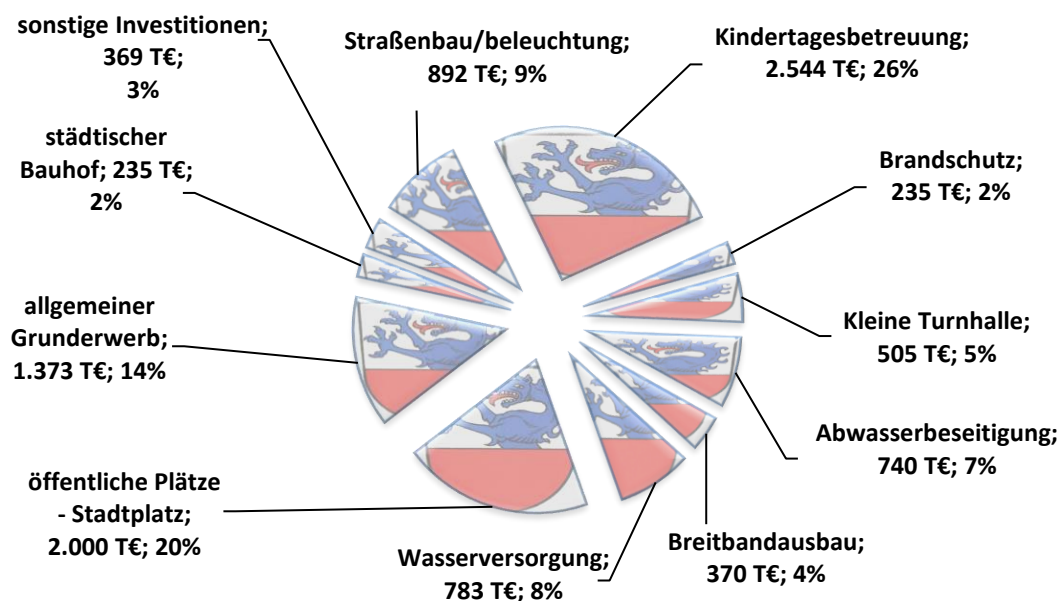 sonstige Investitionen;
369 T€;
3%
Straßenbau/beleuchtung;
892 T€; 9%
Kindertagesbetreuung;
2.544 T€; 26%
städtischer
Bauhof; 235 T€;
2%
Brandschutz;
235 T€; 2%
allgemeiner
Grunderwerb;
1.373 T€; 14%
Kleine Turnhalle;
505 T€; 5%
Abwasserbeseitigung;
740 T€; 7%
öffentliche Plätze
- Stadtplatz;
2.000 T€; 20%
Wasserversorgung;
783 T€; 8%
Breitbandausbau;
370 T€; 4%